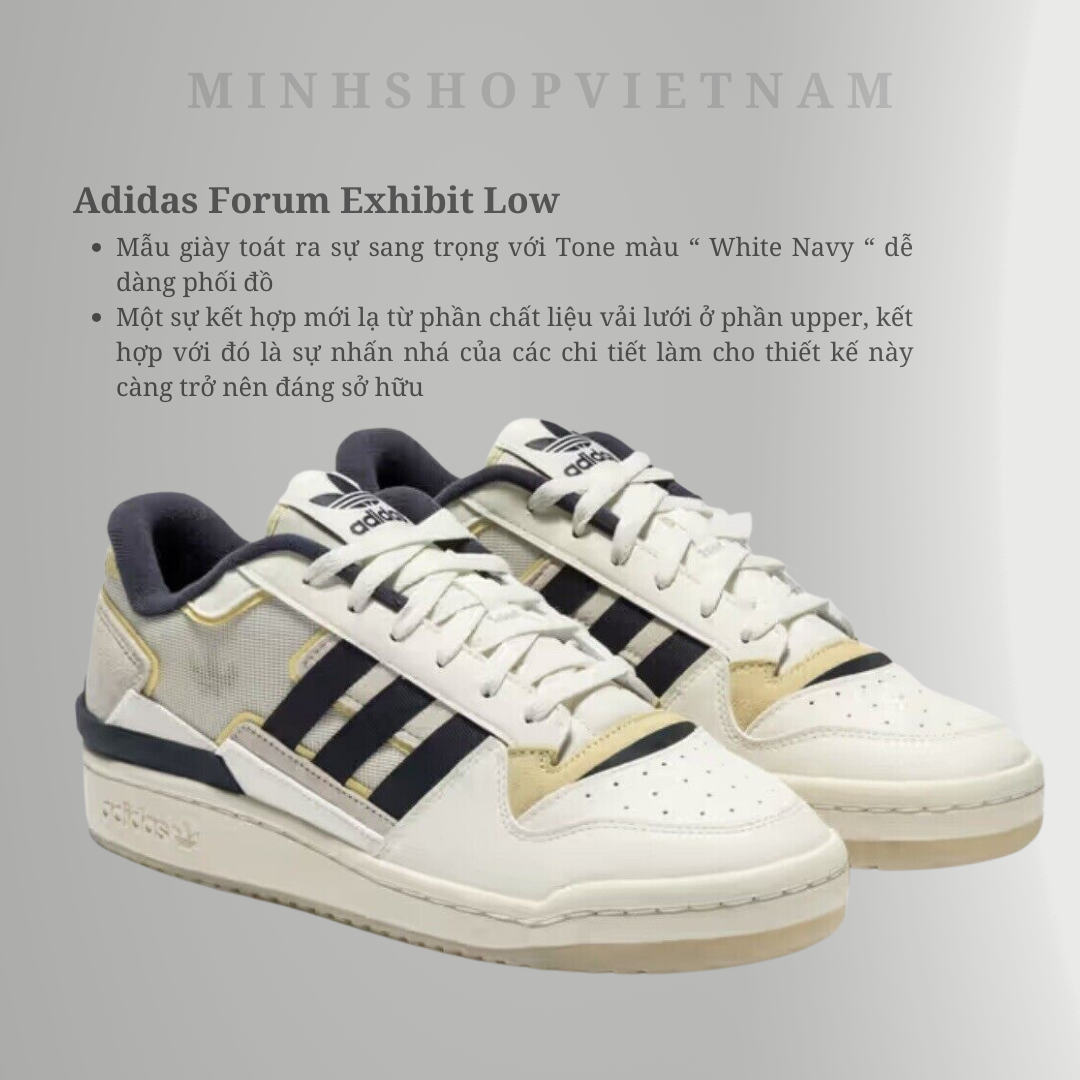 MINHSHOPVIETNAM
Adidas Forum Exhibit Low
• Mẫu giày toát ra sự sang trọng với Tone màu “ White Navy “ dễ
dàng phối đồ
• Một sự kết hợp mới lạ từ phần chất liệu vải lưới ở phần upper, kết
hợp với đó là sự nhấn nhá của các chi tiết làm cho thiết kế này
càng trở nên đáng sở hữu
adidas
adidas
adidas